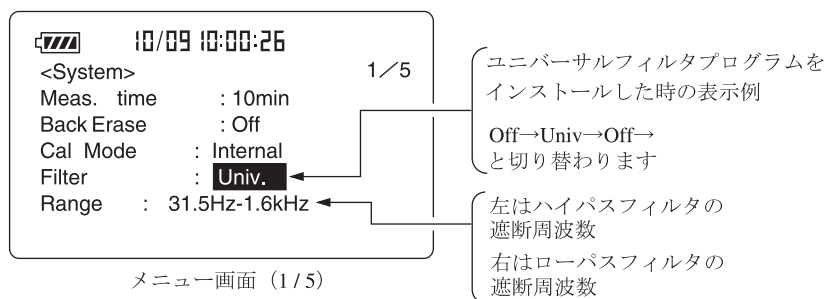 10/09 10:00:26
<System>
1/5
Meas. time : 10min
Back Erase : Off
Cal Mode : Internal
Filter : Univ.
Range : 31.5Hz-1.6kHz
メニュー画面（1 / 5）
ユニバーサルフィルタプログラムを
インストールした時の表示例
Off→Univ→Off→
と切り替わります
左はハイパスフィルタの
遮断周波数
右はローパスフィルタの
遮断周波数